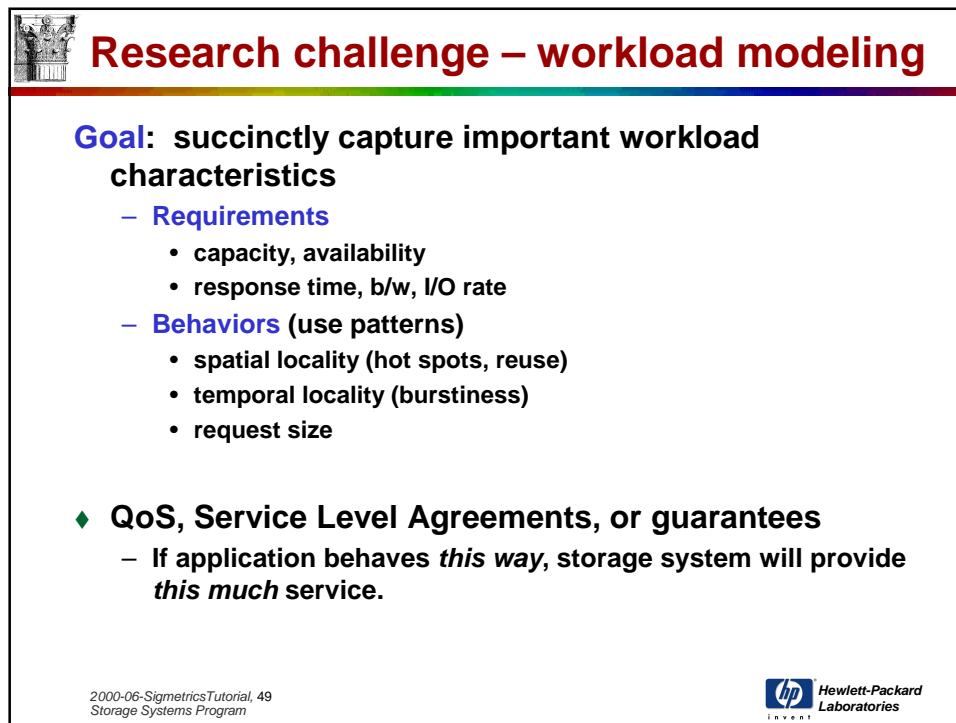 Research challenge – workload modeling
Goal: succinctly capture important workload
characteristics
– Requirements
• capacity, availability
• response time, b/w, I/O rate
– Behaviors (use patterns)
• spatial locality (hot spots, reuse)
• temporal locality (burstiness)
• request size
♦ QoS, Service Level Agreements, or guarantees
– If application behaves this way, storage system will provide
this much service.
2000-06-SigmetricsTutorial, 49
Storage Systems Program
hp
invent
Hewlett-Packard
Laboratories